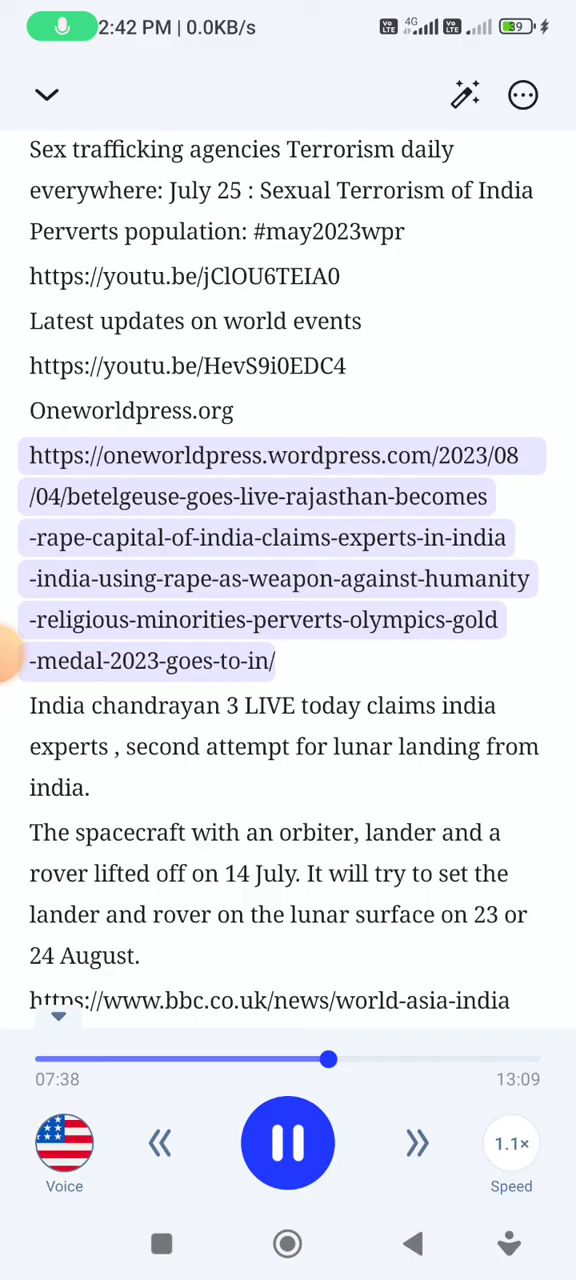 2:42 PM | 0.0KB/s Vo LTE 4G Vo LTE 39
Sex trafficking agencies Terrorism daily
everywhere: July 25 : Sexual Terrorism of India
Perverts population: #may2023wpr
https://youtu.be/jClOU6TEIA0
Latest updates on world events
https://youtu.be/HevS9i0EDC4
Oneworldpress.org
https://oneworldpress.wordpress.com/2023/08
/04/betelgeuse-goes-live-rajasthan-becomes
-rape-capital-of-india-claims-experts-in-india
-india-using-rape-as-weapon-against-humanity
-religious-minorities-perverts-olympics-gold
-medal-2023-goes-to-in/
India chandrayan 3 LIVE today claims india
experts , second attempt for lunar landing from
india.
The spacecraft with an orbiter, lander and a
rover lifted off on 14 July. It will try to set the
lander and rover on the lunar surface on 23 or
24 August.
https://www.bbc.co.uk/news/world-asia-india
07:38 13:09
1.1×
Voice Speed